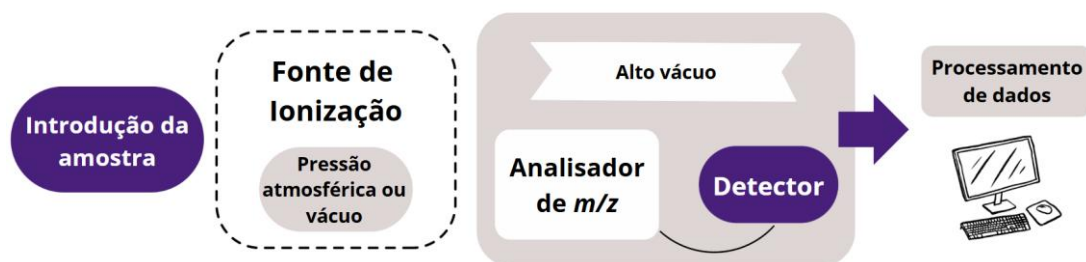 Introdução da
amostra
Fonte de
Ionização
Pressão
atmosférica ou
vácuo
Alto vácuo
Analisador
de m/z
Detector
Processamento
de dados